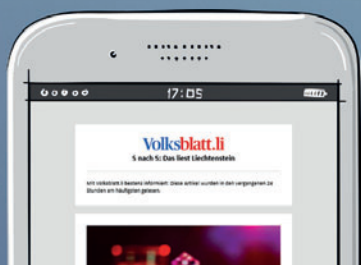 17:05
Volksblatt.li
5 nach 5: Das liest Liechtenstein
Mit Volksblatt.li bestens informiert: Diese Artikel wurden in den vergangenen 24
Stunden am häufigsten gelesen.